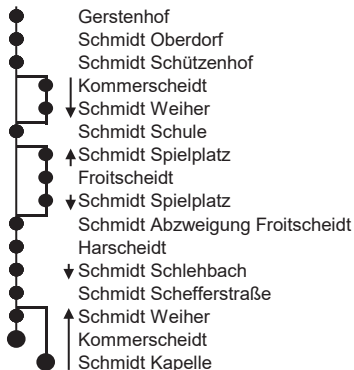 Gerstenhof
Schmidt Oberdorf
Schmidt Schützenhof
Kommerscheidt
Schmidt Weiher
Schmidt Schule
Schmidt Spielplatz
Froitscheidt
Schmidt Spielplatz
Schmidt Abzweigung Froitscheidt
Harscheidt
Schmidt Schlehbach
Schmidt Schefferstraße
Schmidt Weiher
Kommerscheidt
Schmidt Kapelle